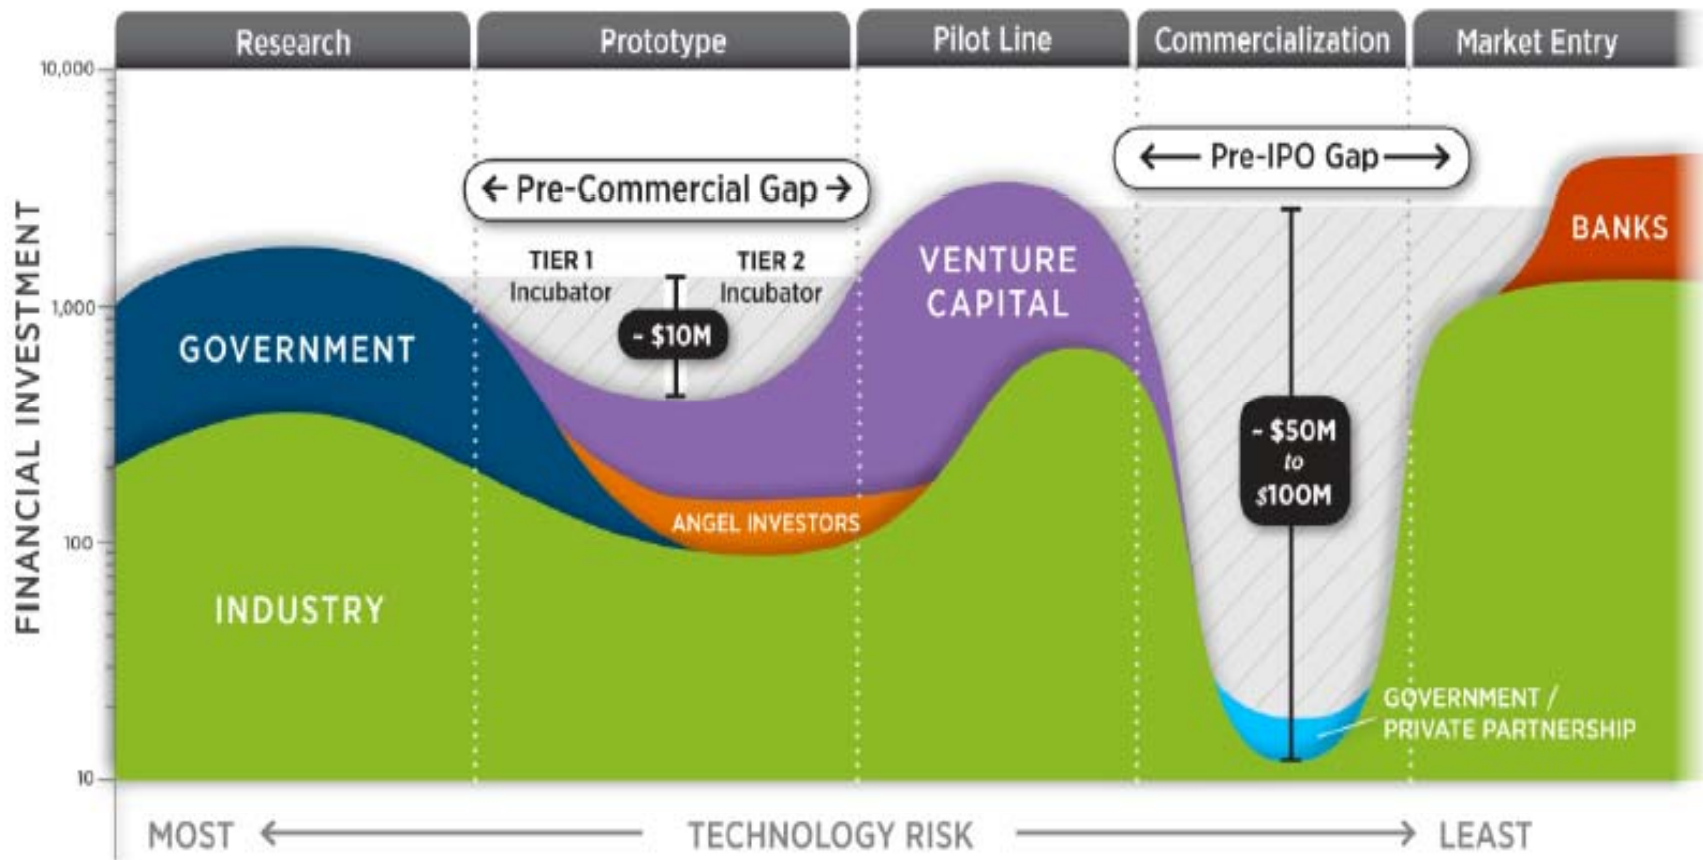 Research
Prototype
Pilot Line
Commercialization
Market Entry
10,000
1,000
100
10
FINANCIAL INVESTMENT
← Pre-Commercial Gap →
← Pre-IPO Gap →
TIER 1
Incubator
TIER 2
Incubator
~ $10M
GOVERNMENT
INDUSTRY
ANGEL INVESTORS
VENTURE
CAPITAL
~ $50M
to
$100M
BANKS
GOVERNMENT /
PRIVATE PARTNERSHIP
MOST ← TECHNOLOGY RISK → LEAST